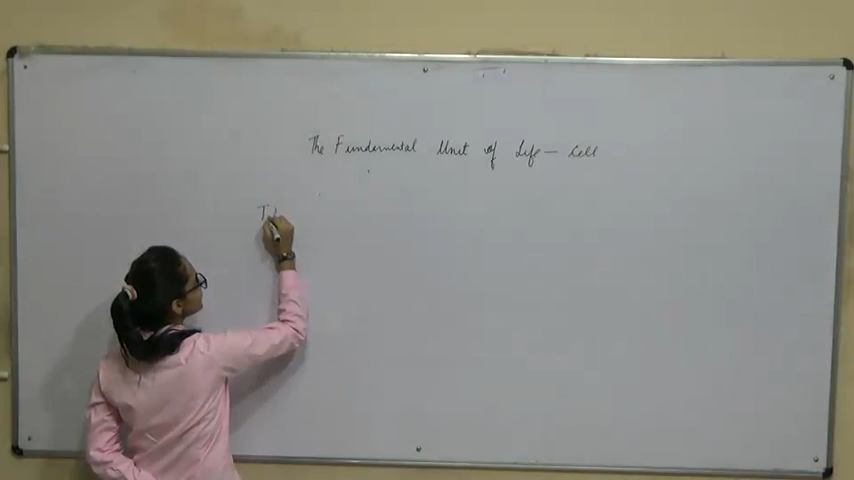 The Fundamental Unit of Life — Cell
T